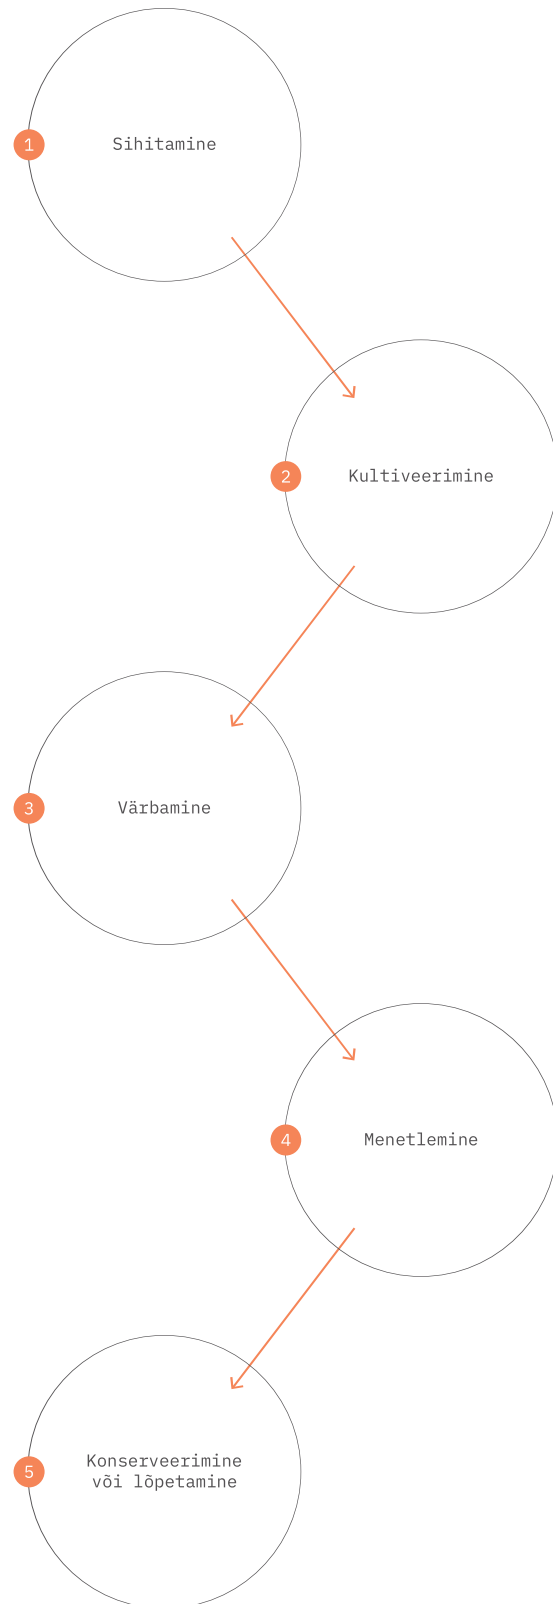 1
Sihitamine
2
Kultiveerimine
3
Värbamine
4
Menetlemine
5
Konserveerimine
või lõpetamine